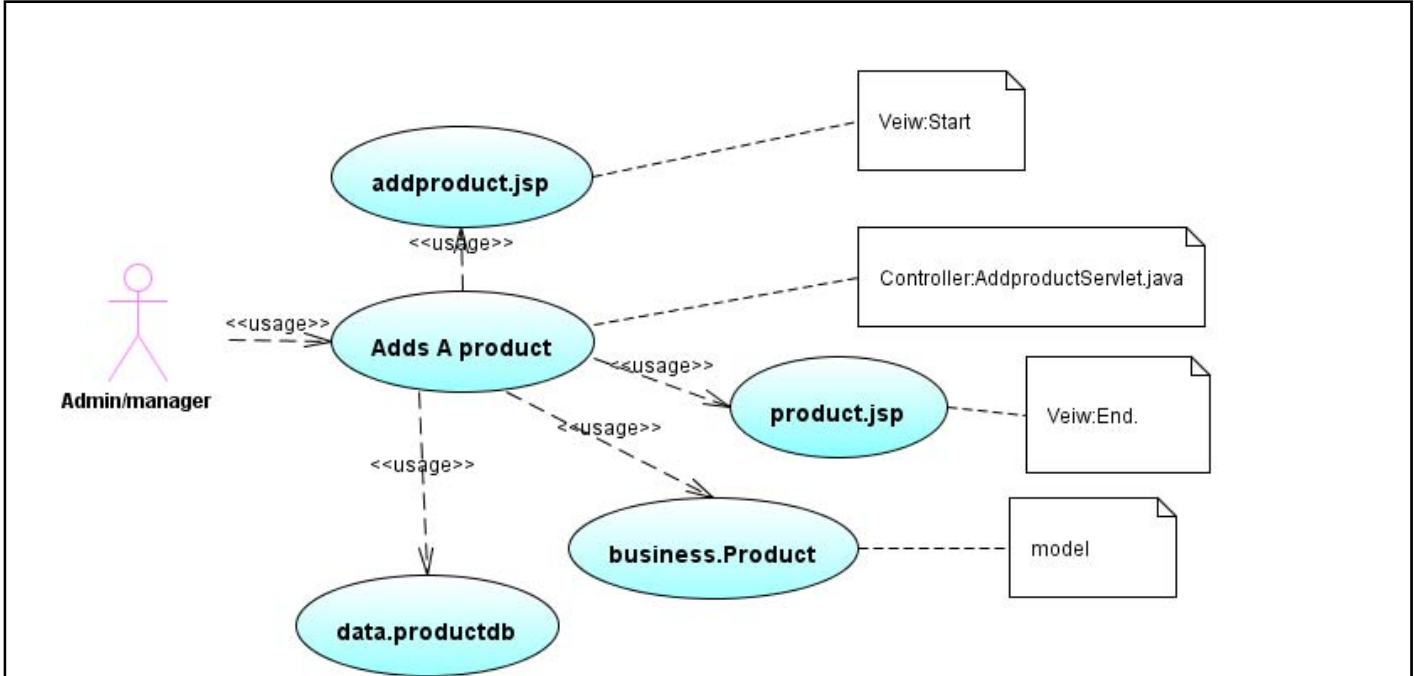 Veiw:Start
addproduct.jsp
<<usage>>
Controller:AddproductServlet.java
<<usage>>
Adds A product
<<usage>>
Admin/manager
product.jsp
Veiw:End.
<<usage>>
<<usage>>
business.Product
model
data.productdb